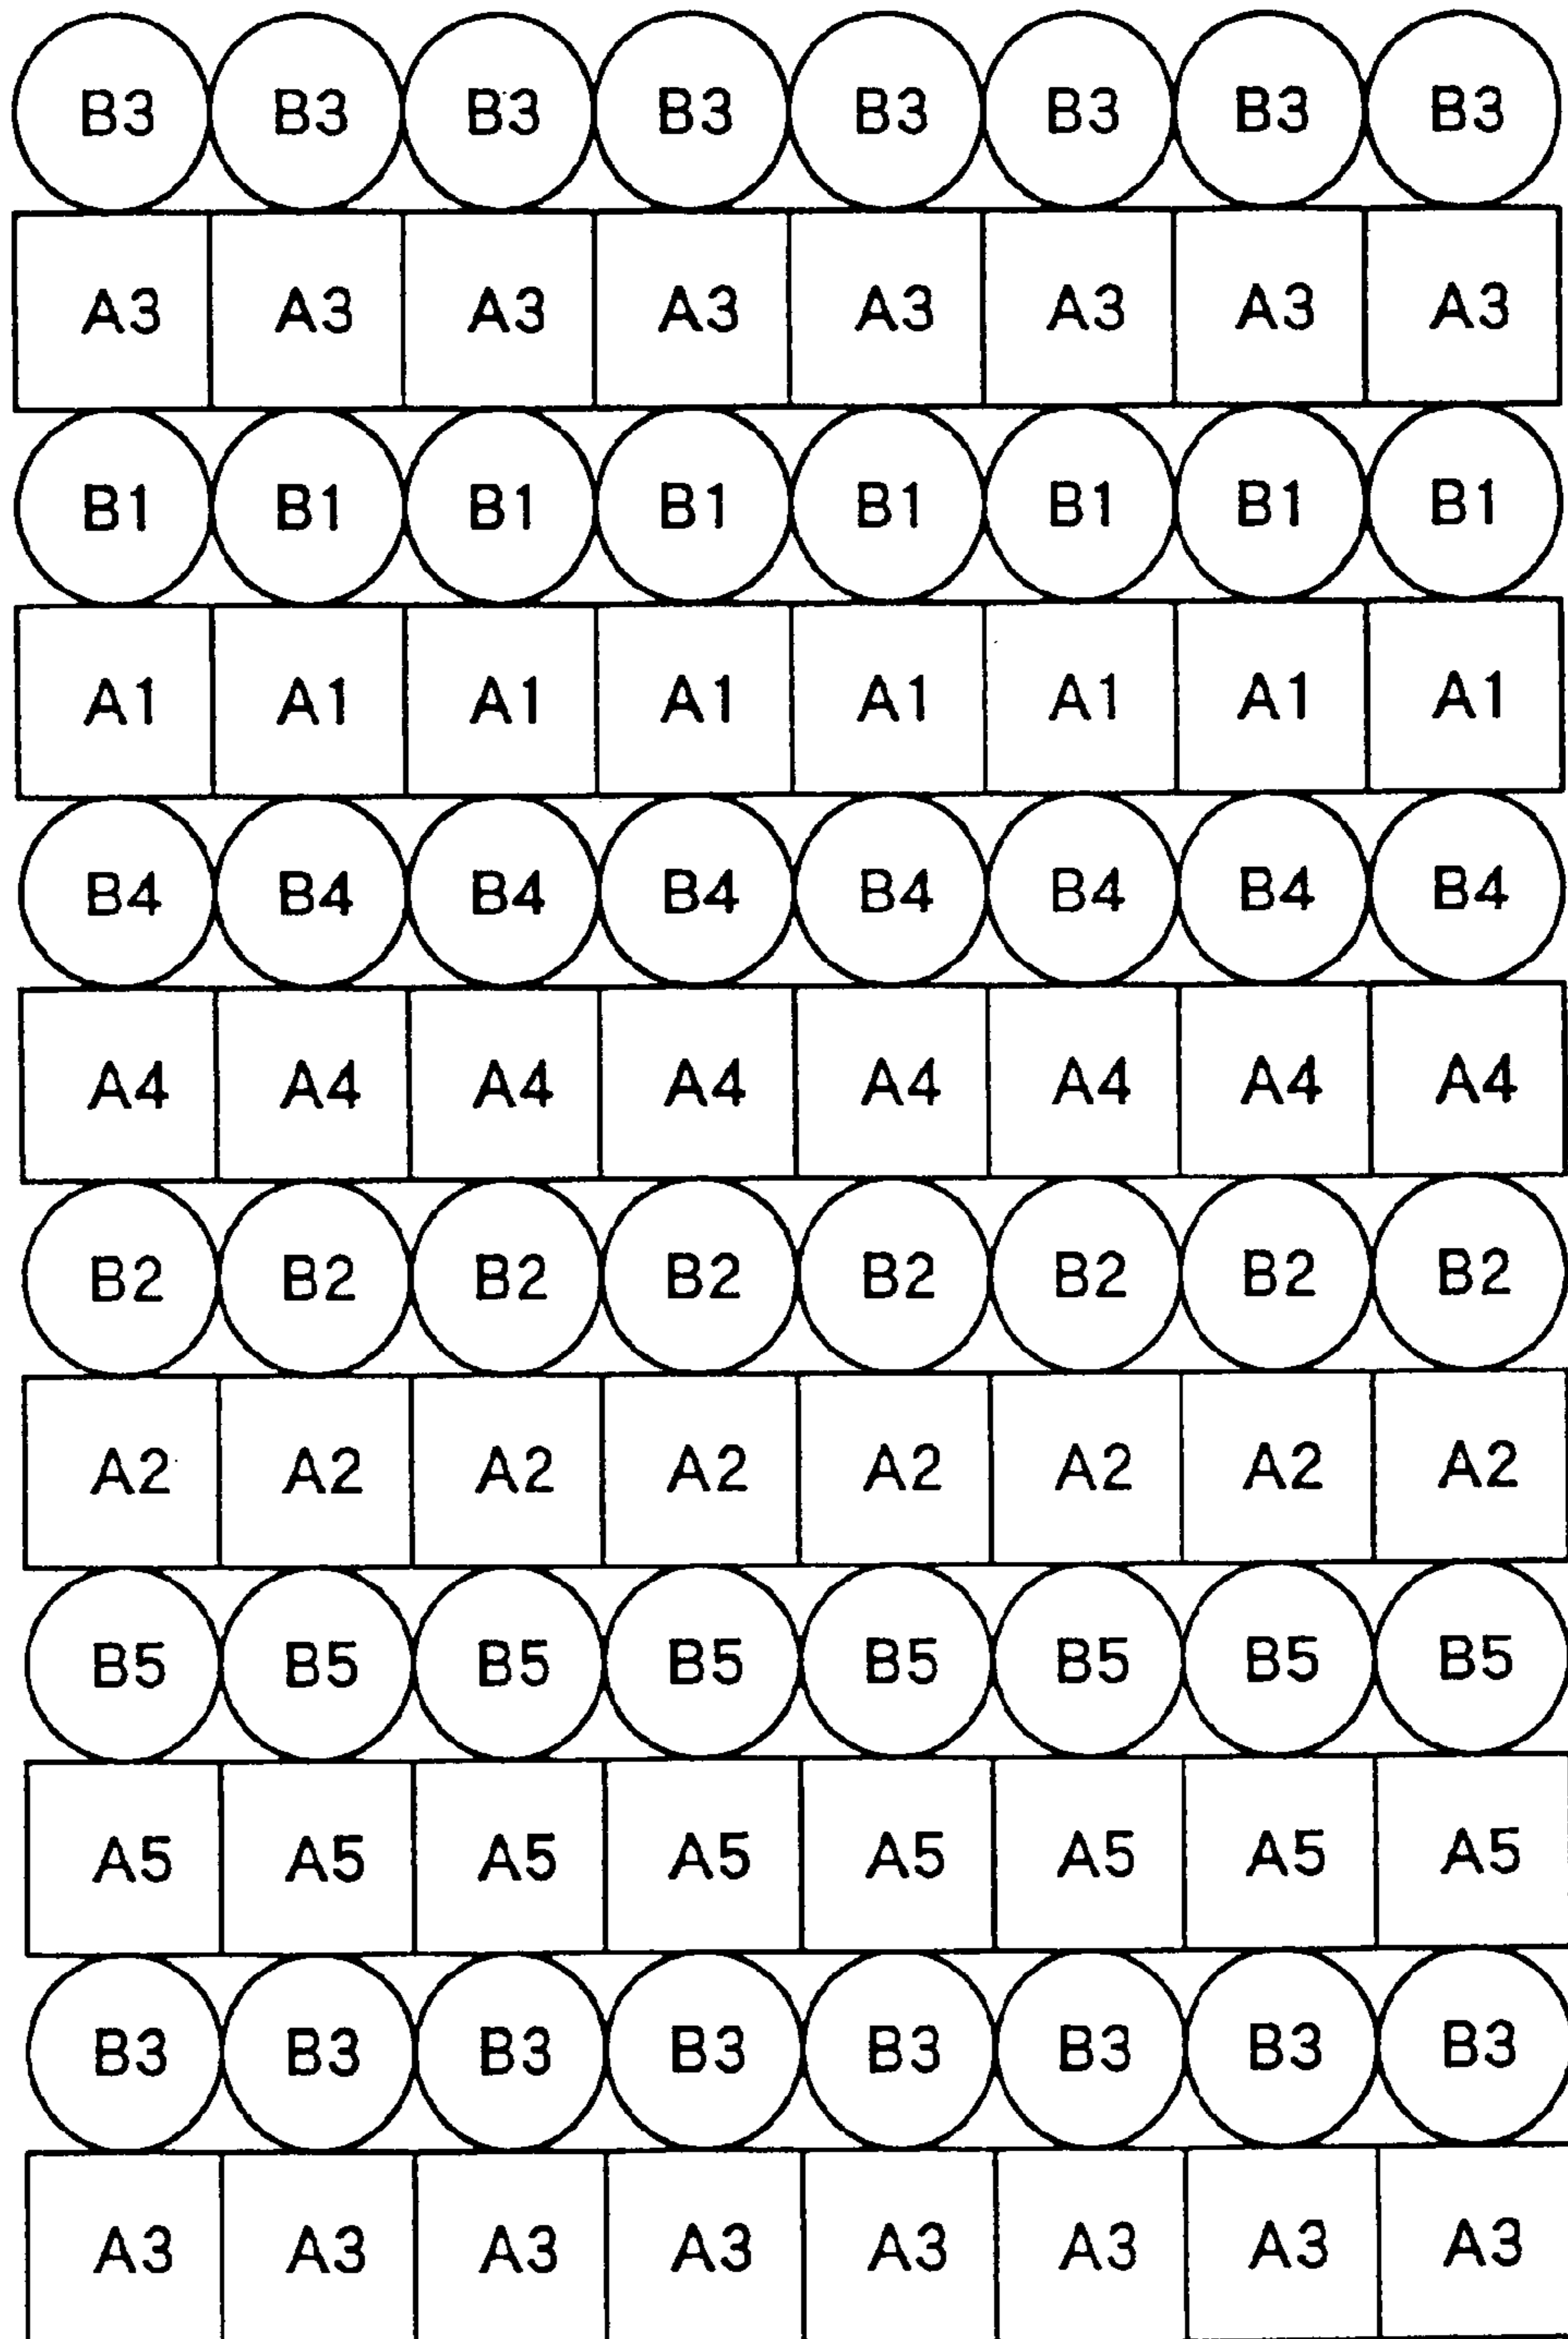 B3 B3 B3 B3 B3 B3 B3 B3
A3 A3 A3 A3 A3 A3 A3 A3
B1 B1 B1 B1 B1 B1 B1 B1
A1 A1 A1 A1 A1 A1 A1 A1
B4 B4 B4 B4 B4 B4 B4 B4
A4 A4 A4 A4 A4 A4 A4 A4
B2 B2 B2 B2 B2 B2 B2 B2
A2 A2 A2 A2 A2 A2 A2 A2
B5 B5 B5 B5 B5 B5 B5 B5
A5 A5 A5 A5 A5 A5 A5 A5
B3 B3 B3 B3 B3 B3 B3 B3
A3 A3 A3 A3 A3 A3 A3 A3